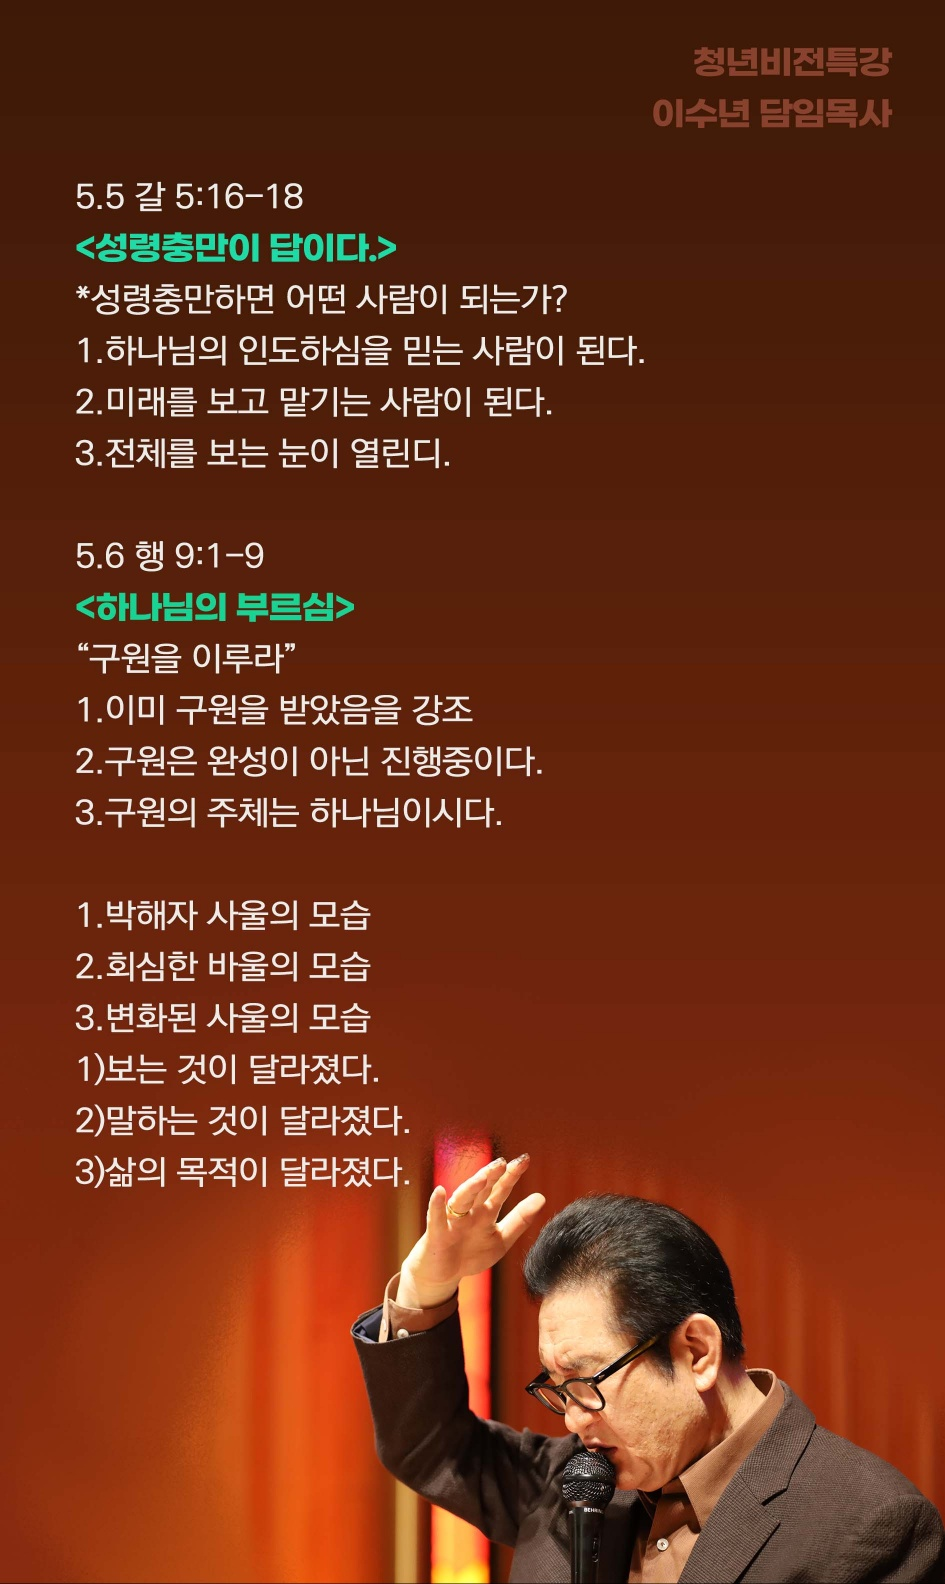 청년비전특강
이수년 담임목사
5.5 갈 5:16-18
<성령충만이 답이다.>
*성령충만하면 어떤 사람이 되는가?
1.하나님의 인도하심을 믿는 사람이 된다.
2.미래를 보고 맡기는 사람이 된다.
3.전체를 보는 눈이 열린디.
5.6 행 9:1-9
<하나님의 부르심>
“구원을 이루라”
1.이미 구원을 받았음을 강조
2.구원은 완성이 아닌 진행중이다.
3.구원의 주체는 하나님이시다.
1.박해자 사울의 모습
2.회심한 바울의 모습
3.변화된 사울의 모습
1)보는 것이 달라졌다.
2)말하는 것이 달라졌다.
3)삶의 목적이 달라졌다.